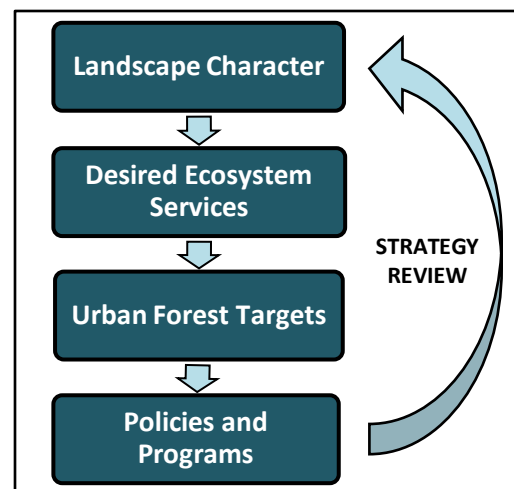 Landscape Character
Desired Ecosystem
Services
STRATEGY
REVIEW
Urban Forest Targets
Policies and
Programs